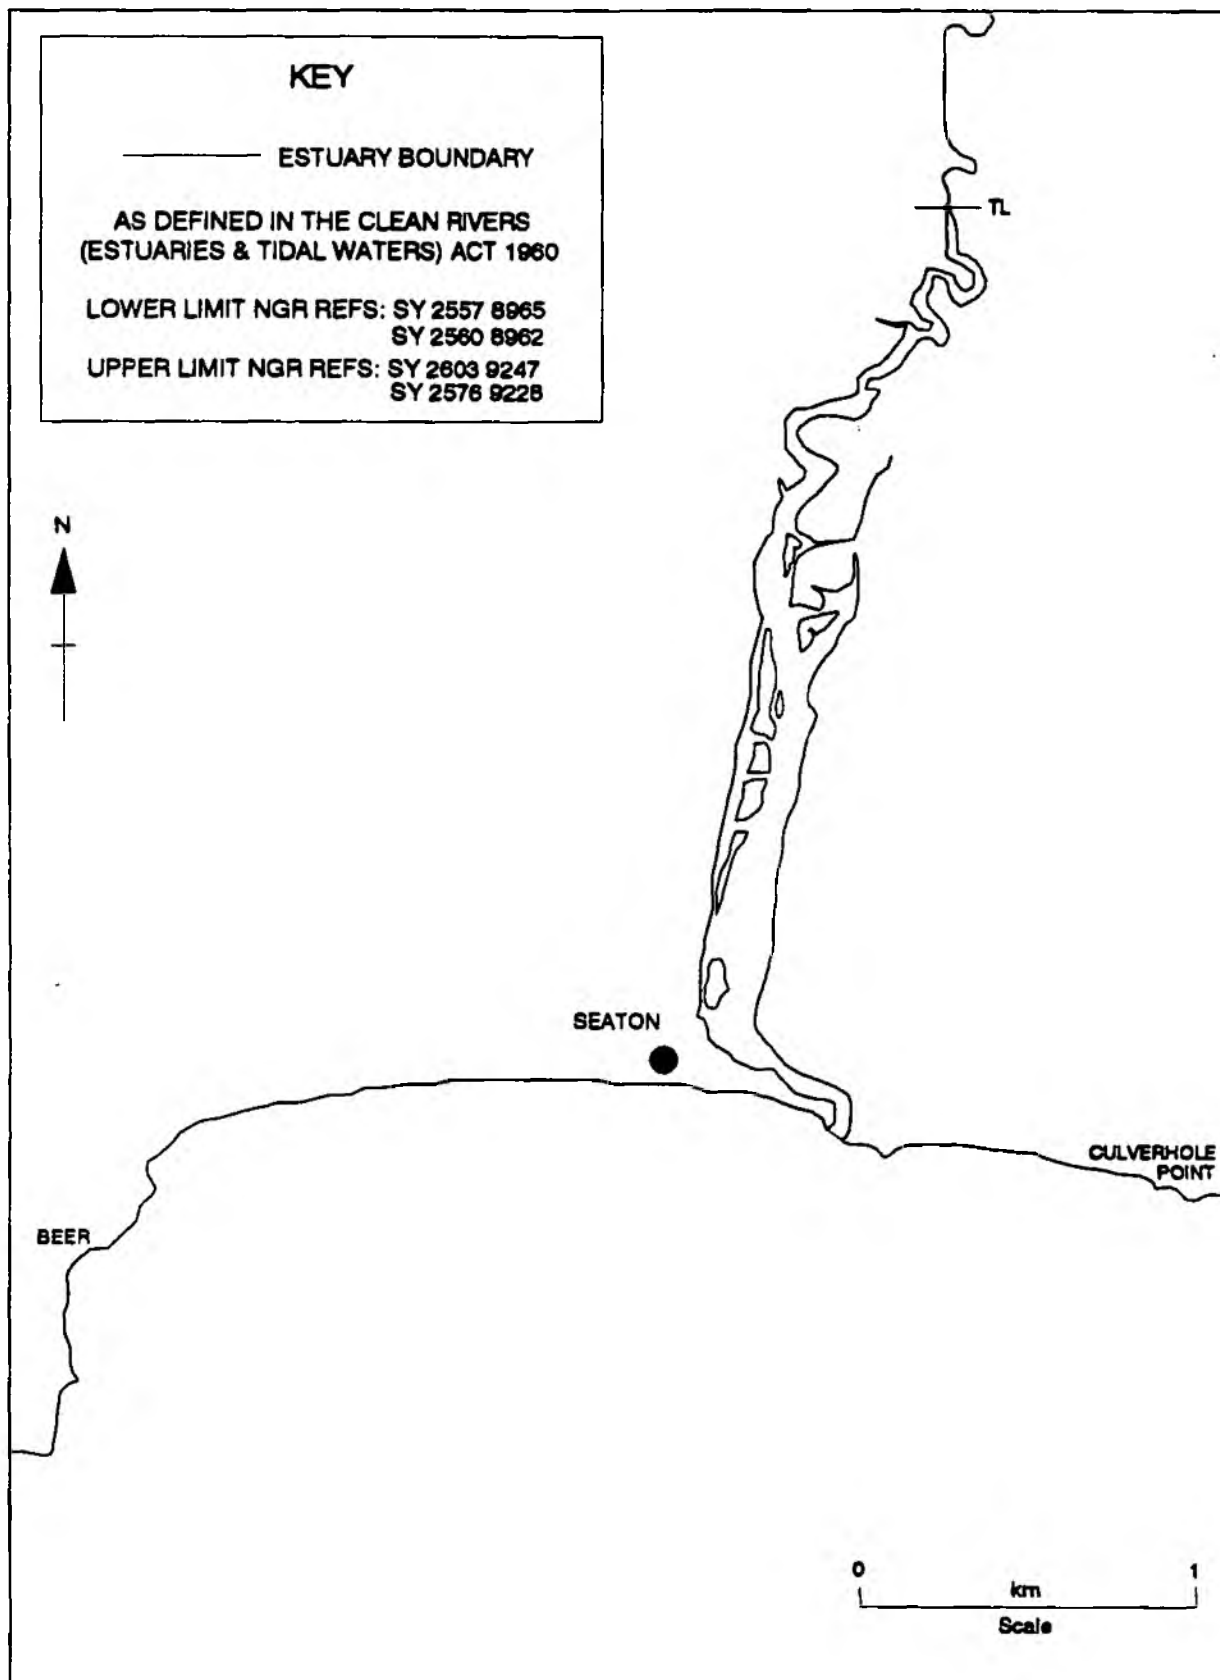 KEY
ESTUARY BOUNDARY
AS DEFINED IN THE CLEAN RIVERS
(ESTUARIES & TIDAL WATERS) ACT 1960
LOWER LIMIT NGR REFS: SY 2557 8965
SY 2560 8962
UPPER LIMIT NGR REFS: SY 2603 9247
SY 2576 9228
TL
N
SEATON
CULVERHOLE
POINT
BEER
0 1
km
Scale